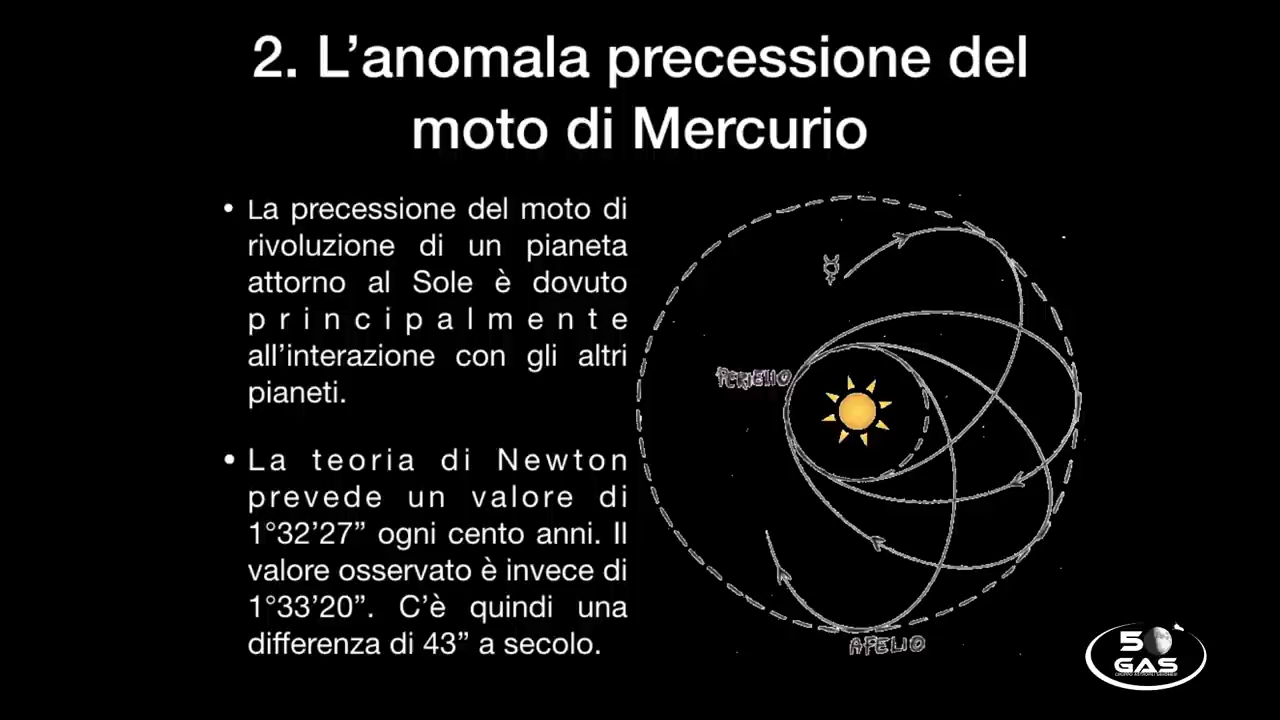 2. L’anomala precessione del
moto di Mercurio
• La precessione del moto di
rivoluzione di un pianeta
attorno al Sole è dovuto
principalmente
all’interazione con gli altri
pianeti.
• La teoria di Newton
prevede un valore di
1°32’27” ogni cento anni. Il
valore osservato è invece di
1°33’20”. C’è quindi una
differenza di 43” a secolo.
☿
PERIELIO
AFELIO
50
GAS